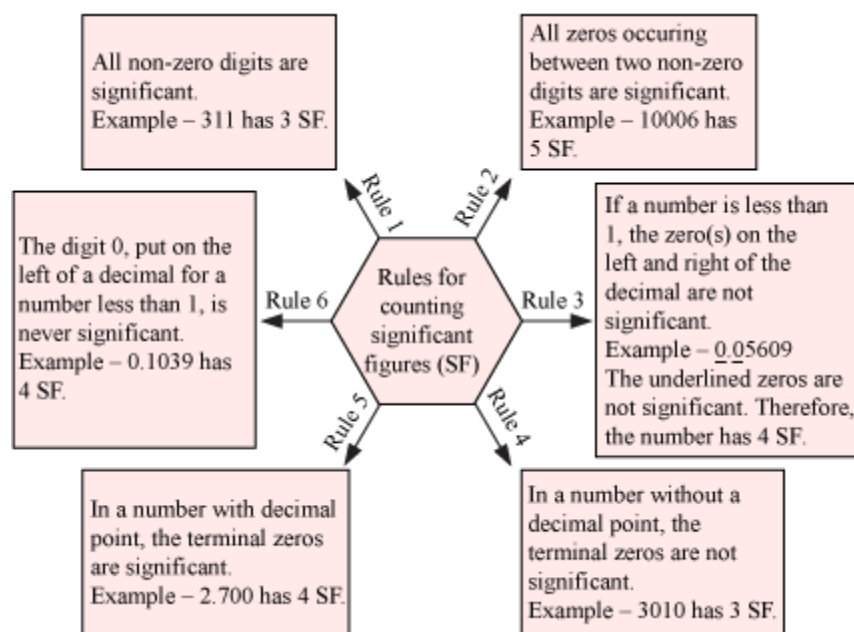 All non-zero digits are
significant.
Example – 311 has 3 SF.
All zeros occuring
between two non-zero
digits are significant.
Example – 10006 has
5 SF.
Rule 1
Rule 2
The digit 0, put on the
left of a decimal for a
number less than 1, is
never significant.
Example – 0.1039 has
4 SF.
Rule 6
Rules for
counting
significant
figures (SF)
Rule 3
If a number is less than
1, the zero(s) on the
left and right of the
decimal are not
significant.
Example – 0.05609
The underlined zeros are
not significant. Therefore,
the number has 4 SF.
Rule 5
Rule 4
In a number with decimal
point, the terminal zeros
are significant.
Example – 2.700 has 4 SF.
In a number without a
decimal point, the
terminal zeros are not
significant.
Example – 3010 has 3 SF.